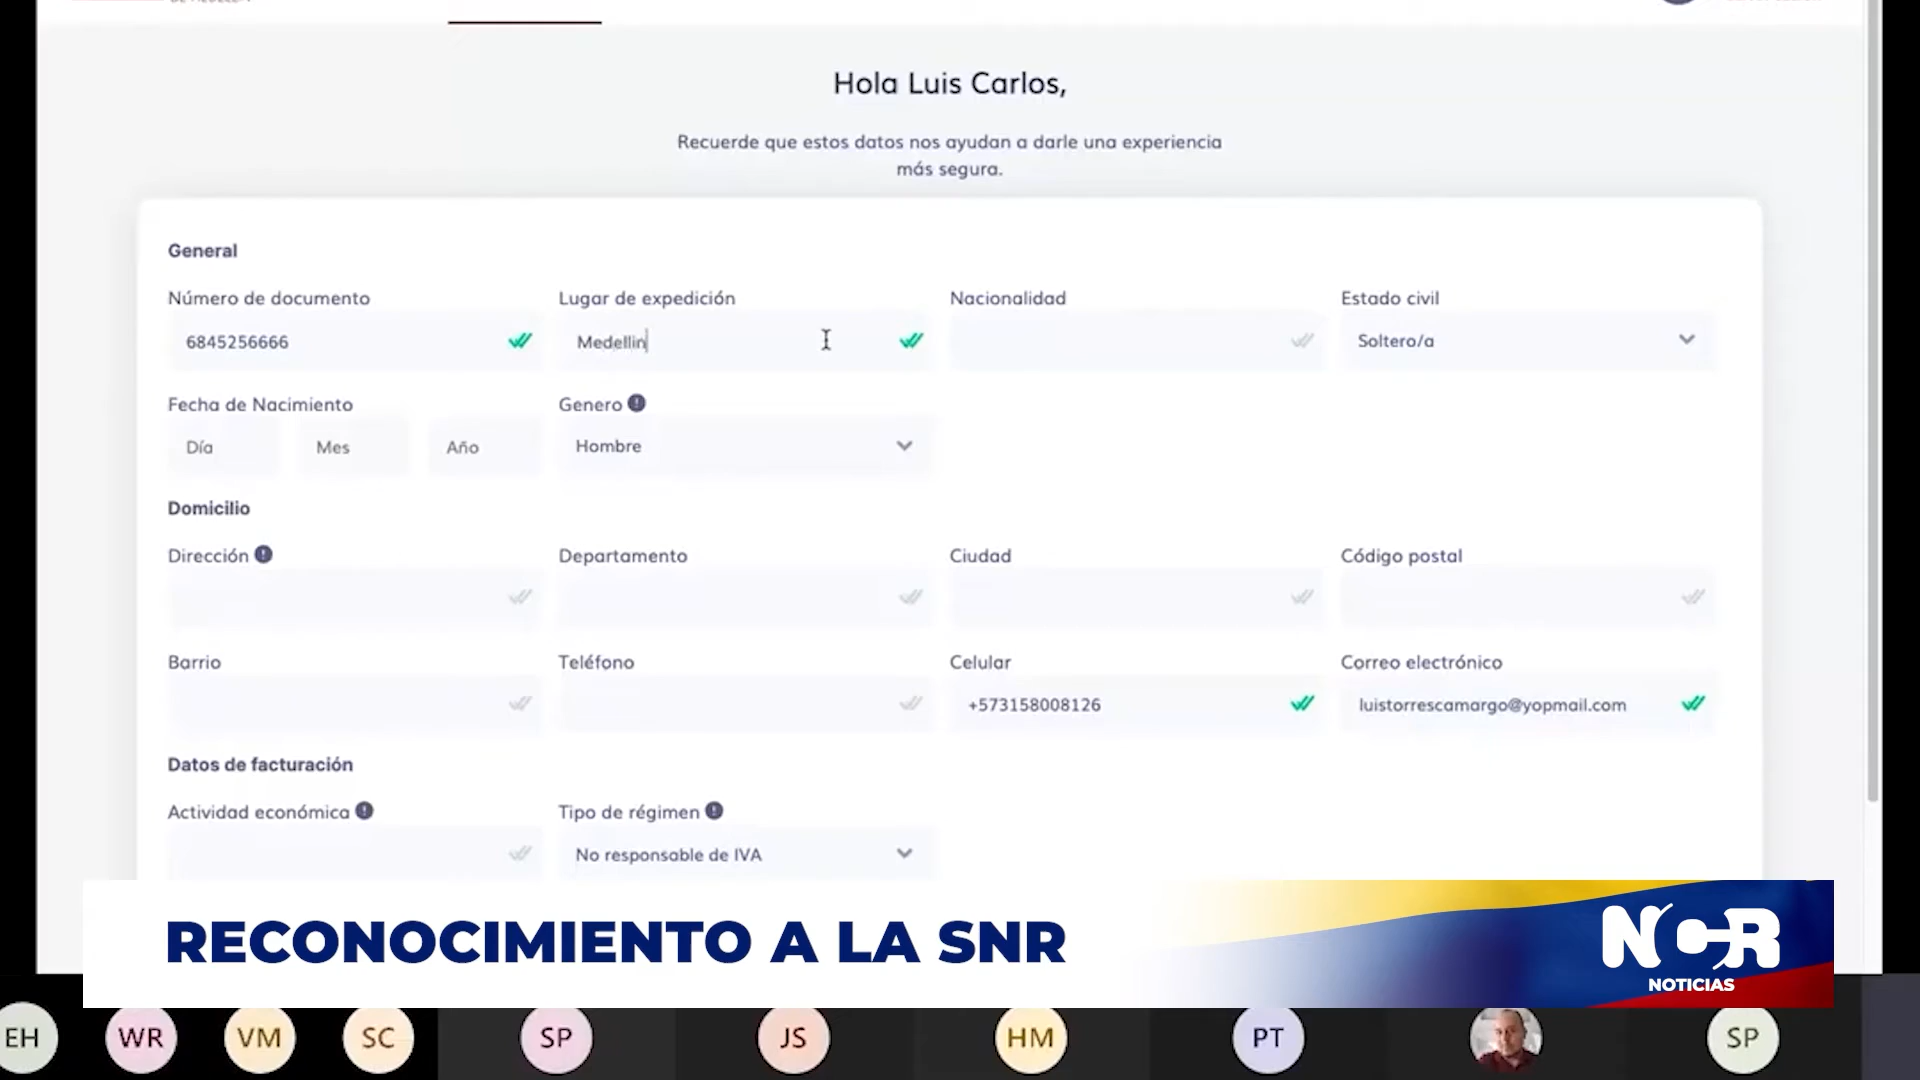 Hola Luis Carlos,
Recuerde que estos datos nos ayudan a darle una experiencia
más segura.
General
Número de documento
Lugar de expedición
Nacionalidad
Estado civil
6845256666
Medellin
Soltero/a
Fecha de Nacimiento
Genero
Día
Mes
Año
Hombre
Domicilio
Dirección
Departamento
Ciudad
Código postal
Barrio
Teléfono
Celular
Correo electrónico
+573158008126
luistorrescamargo@yopmail.com
Datos de facturación
Actividad económica
Tipo de régimen
No responsable de IVA
RECONOCIMIENTO A LA SNR
NCR
NOTICIAS
EH
WR
VM
SC
SP
JS
HM
PT
SP